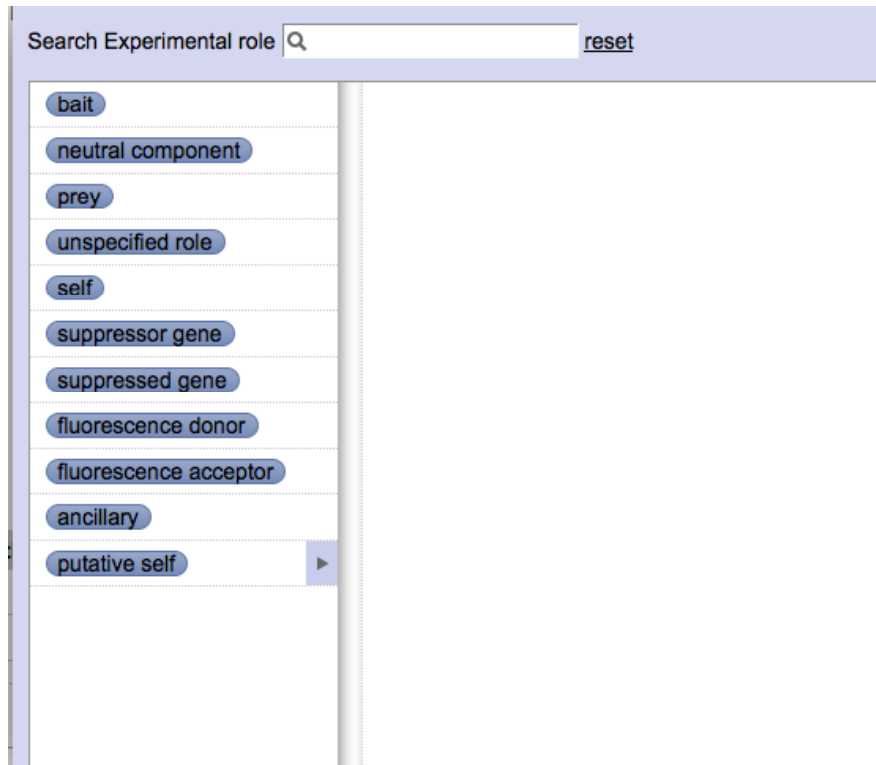 Search Experimental role reset
bait
neutral component
prey
unspecified role
self
suppressor gene
suppressed gene
fluorescence donor
fluorescence acceptor
ancillary
putative self